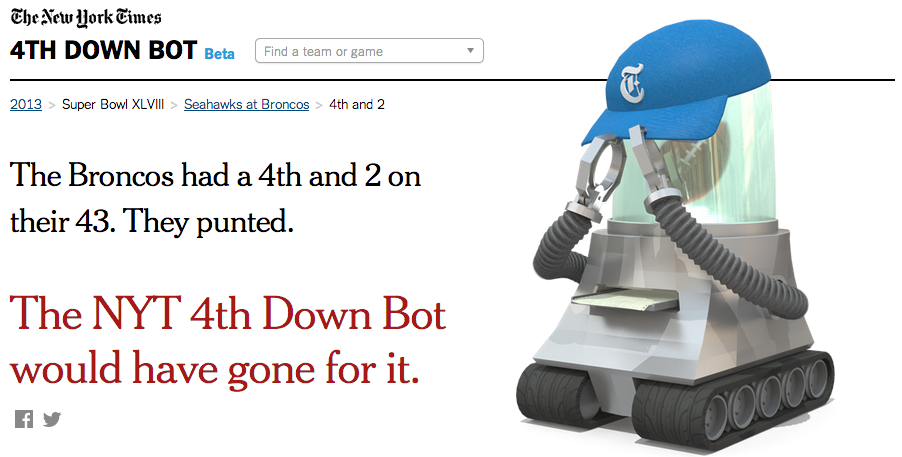 The New York Times
4TH DOWN BOT Beta
Find a team or game
2013 > Super Bowl XLVIII > Seahawks at Broncos > 4th and 2
The Broncos had a 4th and 2 on
their 43. They punted.
The NYT 4th Down Bot
would have gone for it.
T